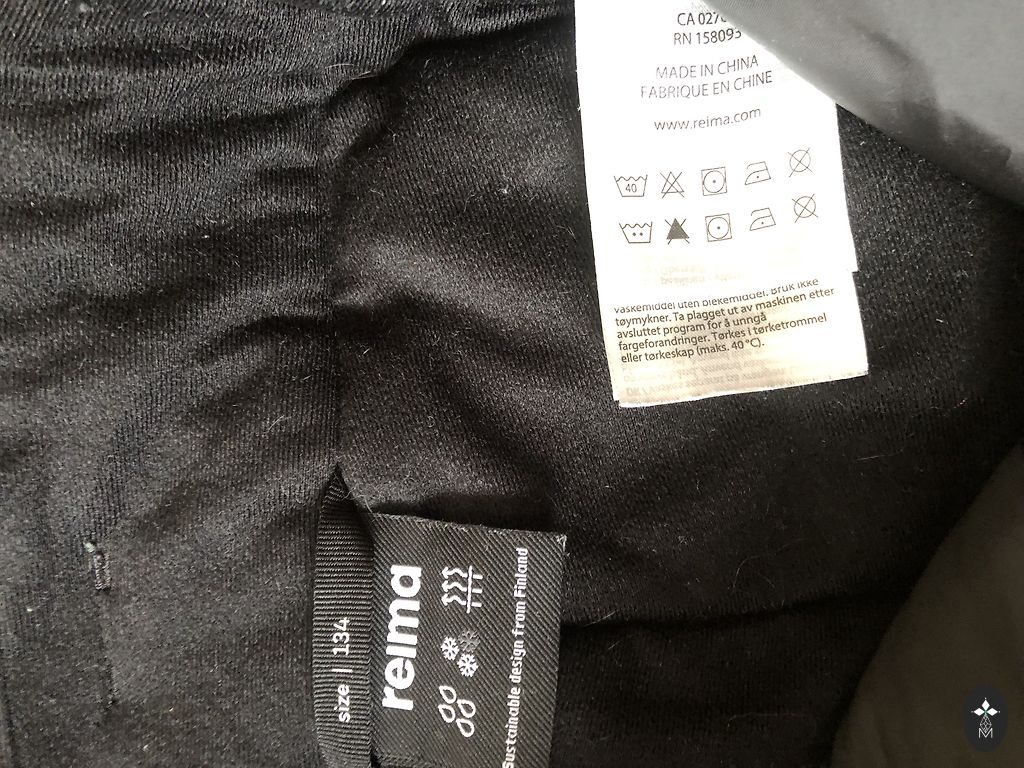 CA
RN 158093
MADE IN CHINA
FABRIQUE EN CHINE
www.reima.com
40
vaskemiddel uten blekemiddel. Bruk ikke
tøymykner. Ta plagget ut av maskinen etter
avsluttet program for å unngå
fargeforandringer. Tørkes i tørketrommel
eller tørkeskap (maks. 40 °C).
size | 134
reima
Sustainable design from Finland
M